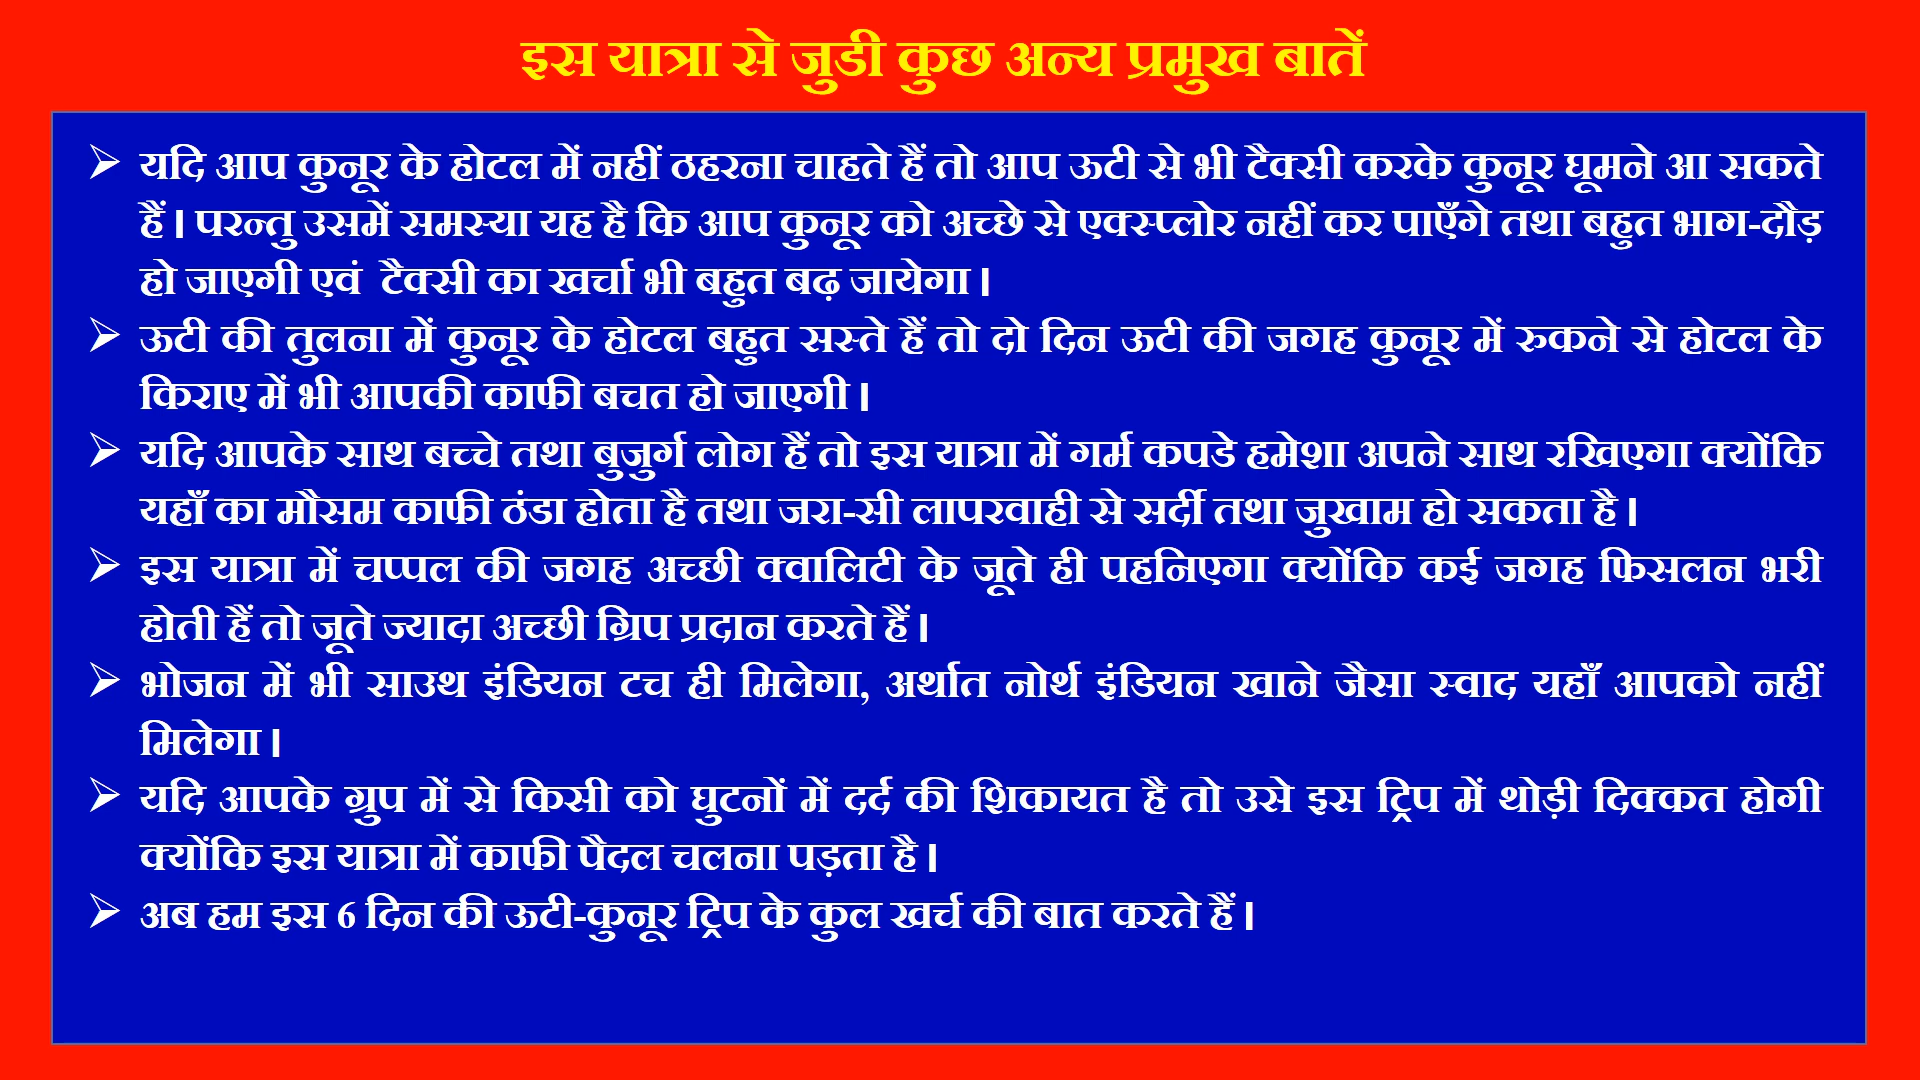 इस यात्रा से जुडी कुछ अन्य प्रमुख बातें
➢ यदि आप कुनूर के होटल में नहीं ठहरना चाहते हैं तो आप ऊटी से भी टैक्सी करके कुनूर घूमने आ सकते
हैं। परन्तु उसमें समस्या यह है कि आप कुनूर को अच्छे से एक्स्प्लोर नहीं कर पाएँगे तथा बहुत भाग-दौड़
हो जाएगी एवं टैक्सी का खर्चा भी बहुत बढ़ जायेगा।
➢ ऊटी की तुलना में कुनूर के होटल बहुत सस्ते हैं तो दो दिन ऊटी की जगह कुनूर में रुकने से होटल के
किराए में भी आपकी काफी बचत हो जाएगी।
➢ यदि आपके साथ बच्चे तथा बुजुर्ग लोग हैं तो इस यात्रा में गर्म कपडे हमेशा अपने साथ रखिएगा क्योंकि
यहाँ का मौसम काफी ठंडा होता है तथा जरा-सी लापरवाही से सर्दी तथा जुखाम हो सकता है।
➢ इस यात्रा में चप्पल की जगह अच्छी क्वालिटी के जूते ही पहनिएगा क्योंकि कई जगह फिसलन भरी
होती हैं तो जूते ज्यादा अच्छी ग्रिप प्रदान करते हैं।
➢ भोजन में भी साउथ इंडियन टच ही मिलेगा, अर्थात नोर्थ इंडियन खाने जैसा स्वाद यहाँ आपको नहीं
मिलेगा।
➢ यदि आपके ग्रुप में से किसी को घुटनों में दर्द की शिकायत है तो उसे इस ट्रिप में थोड़ी दिक्कत होगी
क्योंकि इस यात्रा में काफी पैदल चलना पड़ता है।
➢ अब हम इस 6 दिन की ऊटी-कुनूर ट्रिप के कुल खर्च की बात करते हैं।